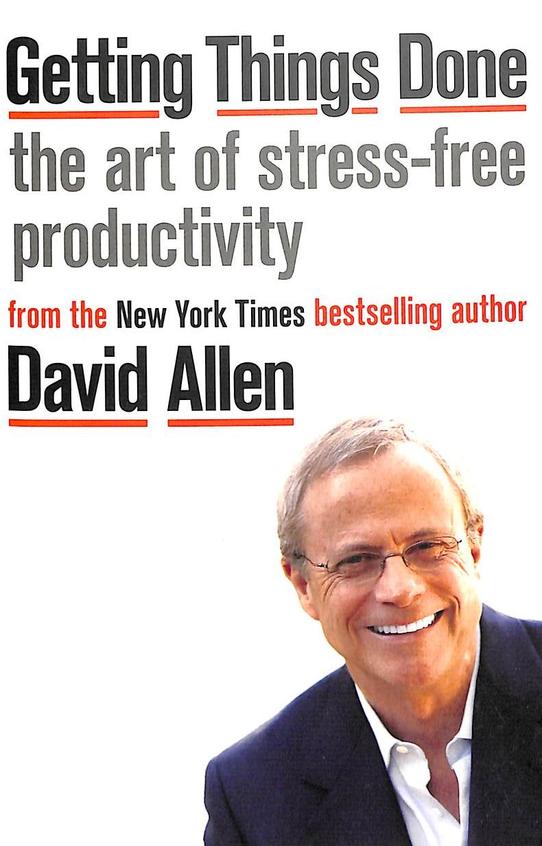 Getting Things Done
the art of stress-free
productivity
from the New York Times bestselling author
David Allen